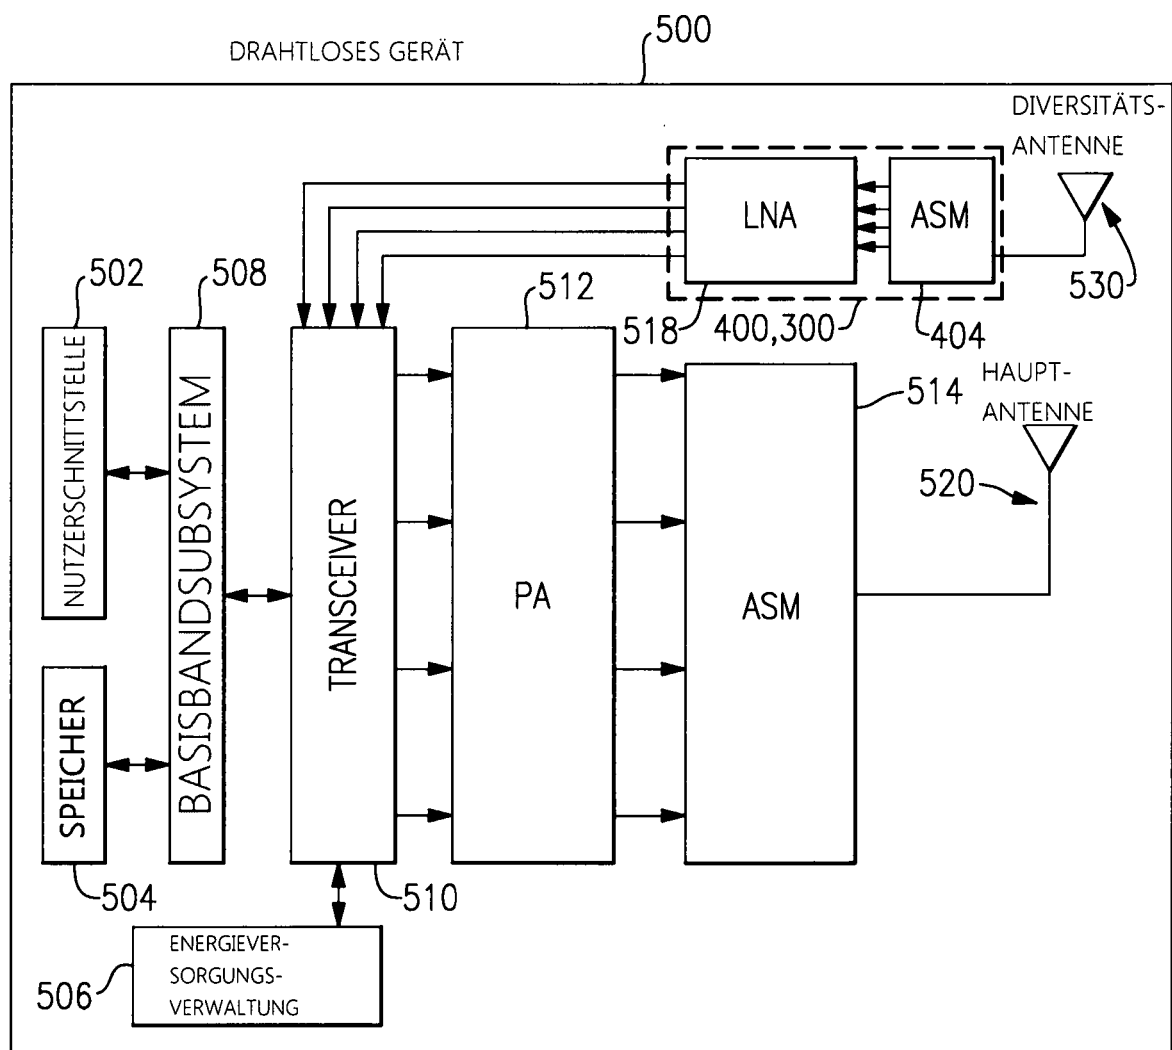 500
DRAHTLOSES GERÄT
DIVERSITÄTS-
ANTENNE
LNA
ASM
530
502
508
512
518
400,300
404
514
HAUPT-
ANTENNE
520
NUTZERSCHNITTSTELLE
BASISBANDSUBSYSTEM
TRANSCEIVER
PA
ASM
SPEICHER
504
510
506
ENERGIEVER-
SORGUNGS-
VERWALTUNG